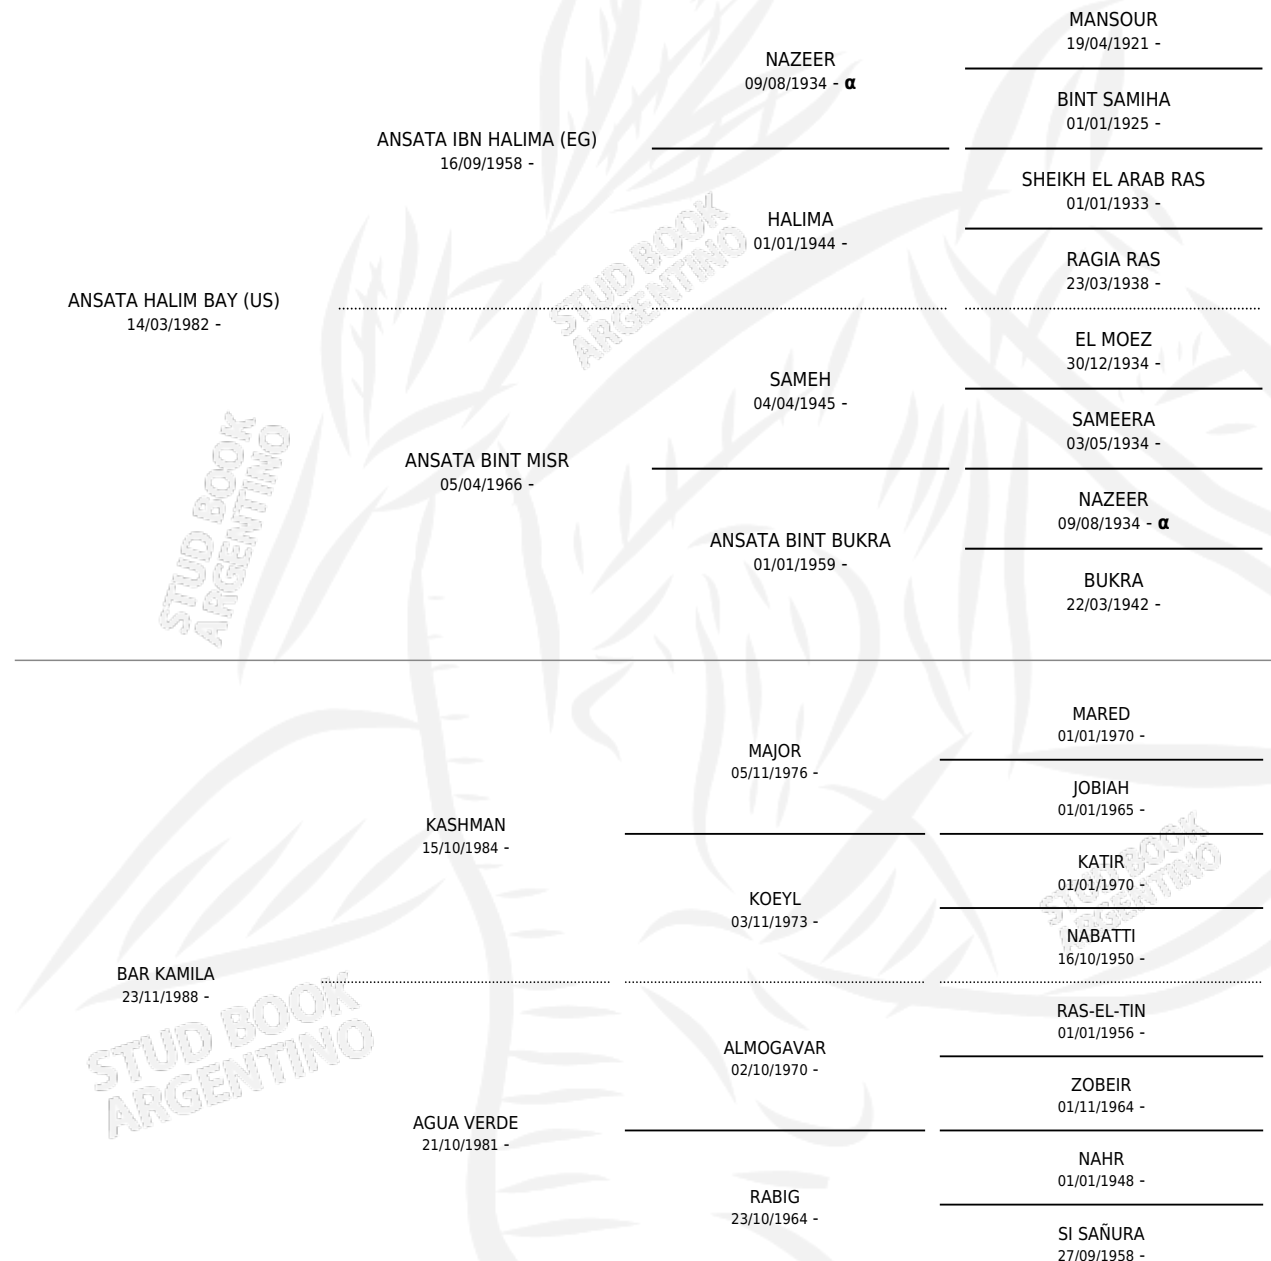 MANSOUR
19/04/1921 -
NAZEER
09/08/1934 - α
BINT SAMIHA
01/01/1925 -
ANSATA IBN HALIMA (EG)
16/09/1958 -
SHEIKH EL ARAB RAS
01/01/1933 -
HALIMA
01/01/1944 -
RAGIA RAS
23/03/1938 -
ANSATA HALIM BAY (US)
14/03/1982 -
EL MOEZ
30/12/1934 -
SAMEH
04/04/1945 -
SAMEERA
03/05/1934 -
ANSATA BINT MISR
05/04/1966 -
NAZEER
09/08/1934 - α
ANSATA BINT BUKRA
01/01/1959 -
BUKRA
22/03/1942 -
MARED
01/01/1970 -
MAJOR
05/11/1976 -
JOBIAH
01/01/1965 -
KASHMAN
15/10/1984 -
KATIR
01/01/1970 -
KOEYL
03/11/1973 -
NABATTI
16/10/1950 -
BAR KAMILA
23/11/1988 -
RAS-EL-TIN
01/01/1956 -
ALMOGAVAR
02/10/1970 -
ZOBEIR
01/11/1964 -
AGUA VERDE
21/10/1981 -
NAHR
01/01/1948 -
RABIG
23/10/1964 -
SI SAÑURA
27/09/1958 -
STUD BOOK
ARGENTINO
STUD BOOK
ARGENTINO
STUD BOOK
ARGENTINO
STUD BOOK
ARGENTINO